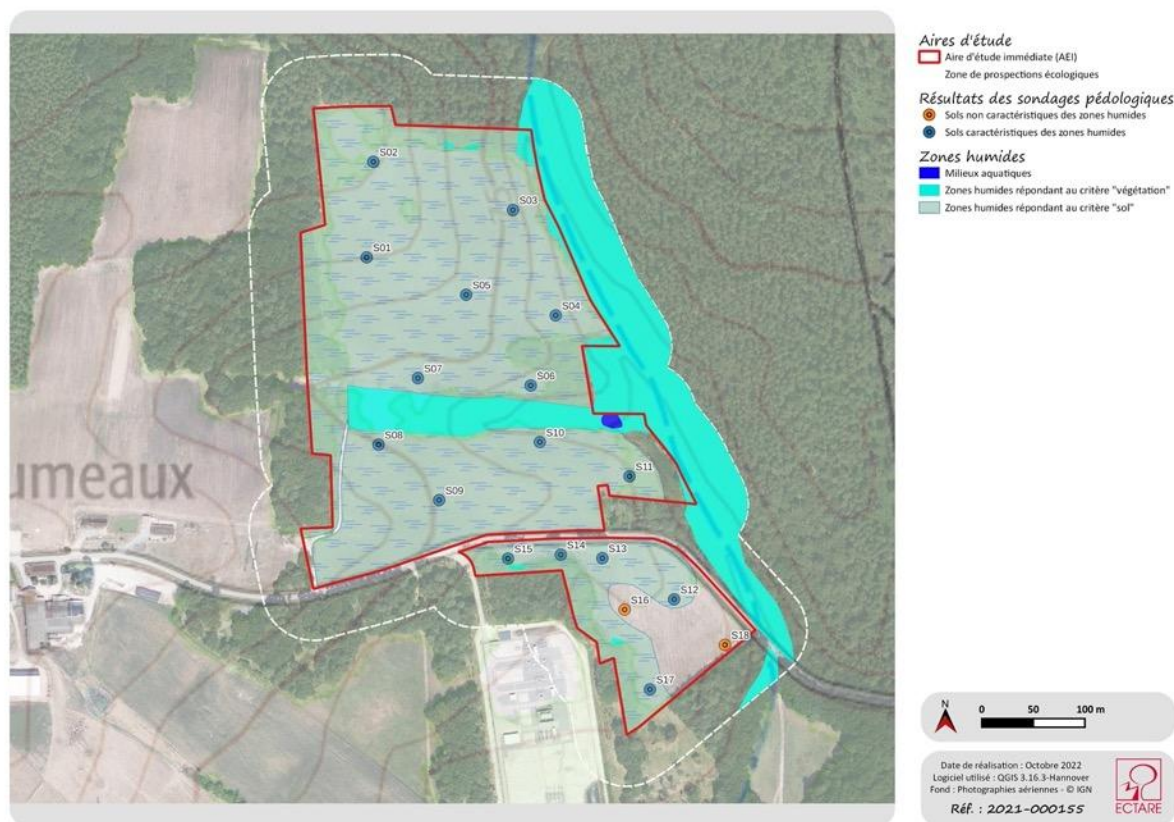 Aires d'étude
Aire d'étude immédiate (AEI)
Zone de prospections écologiques
Résultats des sondages pédologiques
Sols non caractéristiques des zones humides
Sols caractéristiques des zones humides
Zones humides
Milieux aquatiques
Zones humides répondant au critère "végétation"
Zones humides répondant au critère "sol"
S02
S03
S01
S05
S04
S07
S06
S08
S10
S11
umeaux
S09
S15
S14
S13
S12
S16
S18
S17
N
0 50 100 m
Date de réalisation : Octobre 2022
Logiciel utilisé : QGIS 3.16.3-Hannover
Fond : Photographies aériennes - © IGN
Réf. : 2021-000155
ECTARE